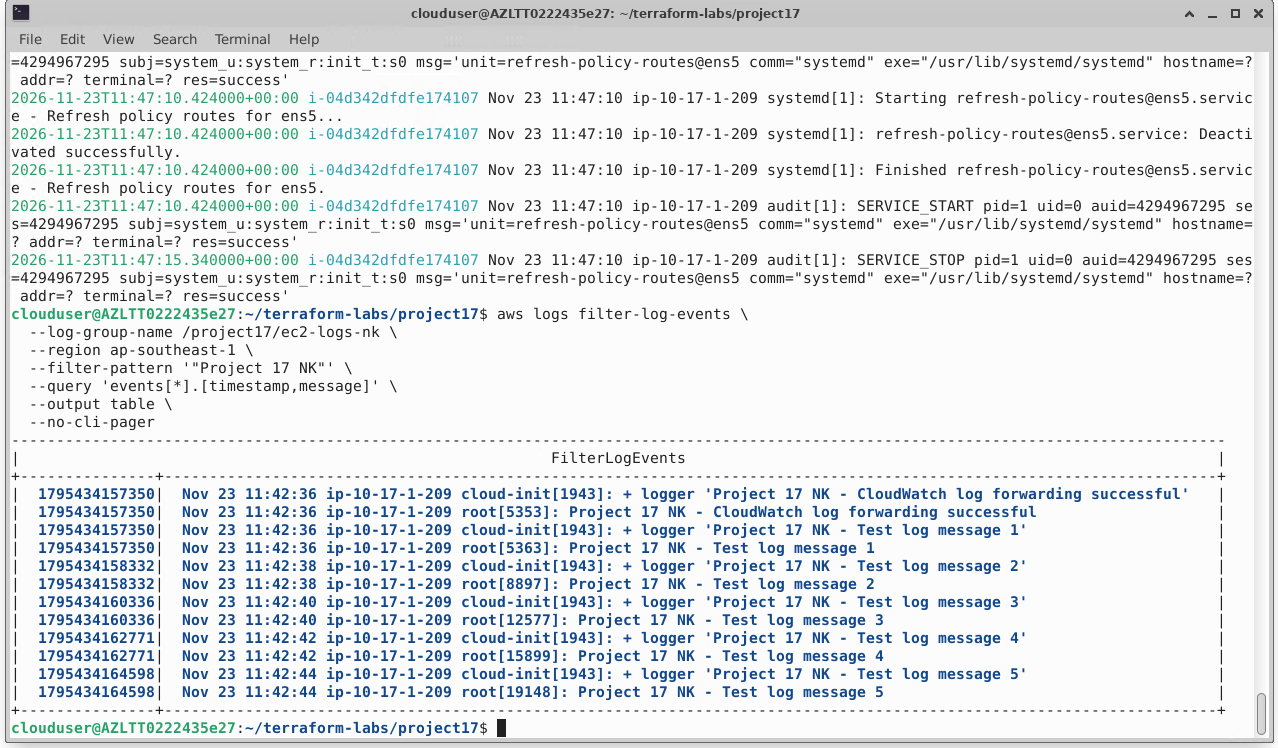 clouduser@AZLTT0222435e27: ~/terraform-labs/project17
File Edit View Search Terminal Help
=4294967295 subj=system_u:system_r:init_t:s0 msg='unit=refresh-policy-routes@ens5 comm="systemd" exe="/usr/lib/systemd/systemd" hostname=?
 addr=? terminal=? res=success'
2026-11-23T11:47:10.424000+00:00 i-04d342dfdfe174107 Nov 23 11:47:10 ip-10-17-1-209 systemd[1]: Starting refresh-policy-routes@ens5.servic
e - Refresh policy routes for ens5...
2026-11-23T11:47:10.424000+00:00 i-04d342dfdfe174107 Nov 23 11:47:10 ip-10-17-1-209 systemd[1]: refresh-policy-routes@ens5.service: Deacti
vated successfully.
2026-11-23T11:47:10.424000+00:00 i-04d342dfdfe174107 Nov 23 11:47:10 ip-10-17-1-209 systemd[1]: Finished refresh-policy-routes@ens5.servic
e - Refresh policy routes for ens5.
2026-11-23T11:47:10.424000+00:00 i-04d342dfdfe174107 Nov 23 11:47:10 ip-10-17-1-209 audit[1]: SERVICE_START pid=1 uid=0 auid=4294967295 se
s=4294967295 subj=system_u:system_r:init_t:s0 msg='unit=refresh-policy-routes@ens5 comm="systemd" exe="/usr/lib/systemd/systemd" hostname=
? addr=? terminal=? res=success'
2026-11-23T11:47:15.340000+00:00 i-04d342dfdfe174107 Nov 23 11:47:10 ip-10-17-1-209 audit[1]: SERVICE_STOP pid=1 uid=0 auid=4294967295 ses
=4294967295 subj=system_u:system_r:init_t:s0 msg='unit=refresh-policy-routes@ens5 comm="systemd" exe="/usr/lib/systemd/systemd" hostname=?
 addr=? terminal=? res=success'
clouduser@AZLTT0222435e27:~/terraform-labs/project17$ aws logs filter-log-events \
  --log-group-name /project17/ec2-logs-nk \
  --region ap-southeast-1 \
  --filter-pattern '"Project 17 NK"' \
  --query 'events[*].[timestamp,message]' \
  --output table \
  --no-cli-pager
---------------------------------------------------------------------------------------------------------------------------------------
|                                                           FilterLogEvents                                                           |
+---------------+---------------------------------------------------------------------------------------------------------------------+
|  1795434157350|  Nov 23 11:42:36 ip-10-17-1-209 cloud-init[1943]: + logger 'Project 17 NK - CloudWatch log forwarding successful'   |
|  1795434157350|  Nov 23 11:42:36 ip-10-17-1-209 root[5353]: Project 17 NK - CloudWatch log forwarding successful                    |
|  1795434157350|  Nov 23 11:42:36 ip-10-17-1-209 cloud-init[1943]: + logger 'Project 17 NK - Test log message 1'                     |
|  1795434157350|  Nov 23 11:42:36 ip-10-17-1-209 root[5363]: Project 17 NK - Test log message 1                                      |
|  1795434158332|  Nov 23 11:42:38 ip-10-17-1-209 cloud-init[1943]: + logger 'Project 17 NK - Test log message 2'                     |
|  1795434158332|  Nov 23 11:42:38 ip-10-17-1-209 root[8897]: Project 17 NK - Test log message 2                                      |
|  1795434160336|  Nov 23 11:42:40 ip-10-17-1-209 cloud-init[1943]: + logger 'Project 17 NK - Test log message 3'                     |
|  1795434160336|  Nov 23 11:42:40 ip-10-17-1-209 root[12577]: Project 17 NK - Test log message 3                                     |
|  1795434162771|  Nov 23 11:42:42 ip-10-17-1-209 cloud-init[1943]: + logger 'Project 17 NK - Test log message 4'                     |
|  1795434162771|  Nov 23 11:42:42 ip-10-17-1-209 root[15899]: Project 17 NK - Test log message 4                                     |
|  1795434164598|  Nov 23 11:42:44 ip-10-17-1-209 cloud-init[1943]: + logger 'Project 17 NK - Test log message 5'                     |
|  1795434164598|  Nov 23 11:42:44 ip-10-17-1-209 root[19148]: Project 17 NK - Test log message 5                                     |
+---------------+---------------------------------------------------------------------------------------------------------------------+
clouduser@AZLTT0222435e27:~/terraform-labs/project17$